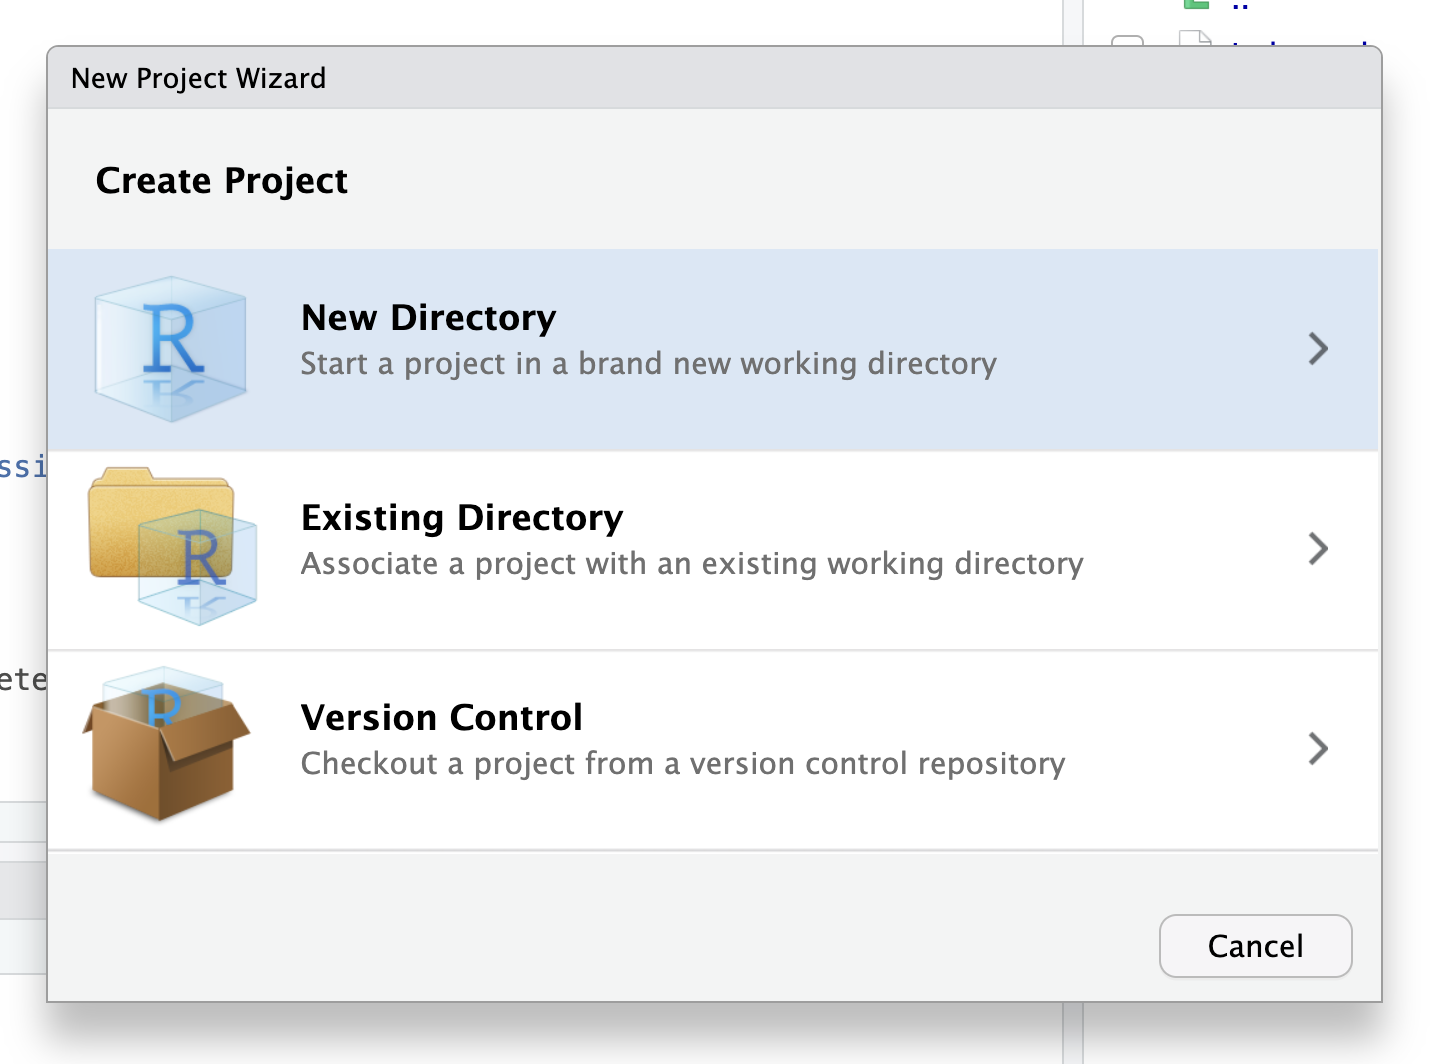 ..
New Project Wizard
Create Project
R
New Directory
Start a project in a brand new working directory
ssi
R
Existing Directory
Associate a project with an existing working directory
ete
R
Version Control
Checkout a project from a version control repository
Cancel